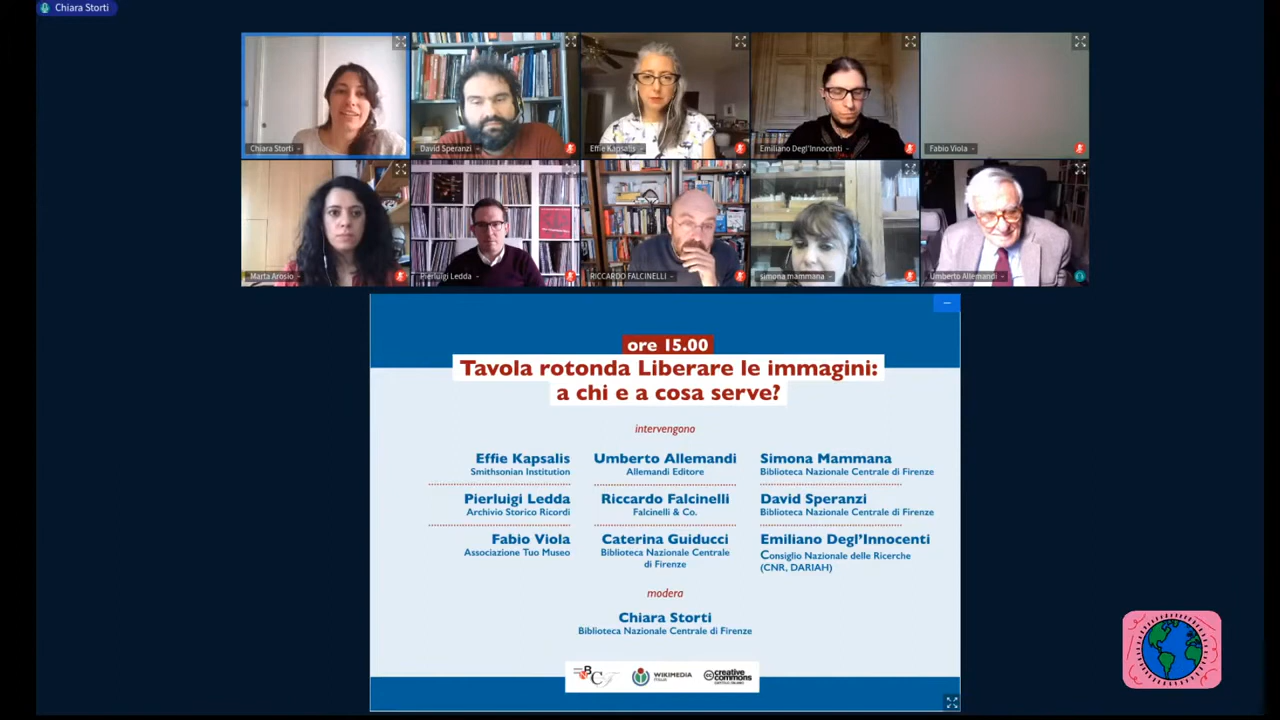 Chiara Storti
Chiara Storti
David Speranzi
Effie Kapsalis
Emiliano Degl'Innocenti
Fabio Viola
Marta Arosio
Pierluigi Ledda
RICCARDO FALCINELLI
simona mammana
Umberto Allemandi
ore 15.00
Tavola rotonda Liberare le immagini:
a chi e a cosa serve?
intervengono
Effie Kapsalis
Smithsonian Institution
Umberto Allemandi
Allemandi Editore
Simona Mammana
Biblioteca Nazionale Centrale di Firenze
Pierluigi Ledda
Archivio Storico Ricordi
Riccardo Falcinelli
Falcinelli & Co.
David Speranzi
Biblioteca Nazionale Centrale di Firenze
Fabio Viola
Associazione Tuo Museo
Caterina Guiducci
Biblioteca Nazionale Centrale
di Firenze
Emiliano Degl'Innocenti
Consiglio Nazionale delle Ricerche
(CNR, DARIAH)
modera
Chiara Storti
Biblioteca Nazionale Centrale di Firenze
WIKIMEDIA
ITALIA
creative
commons